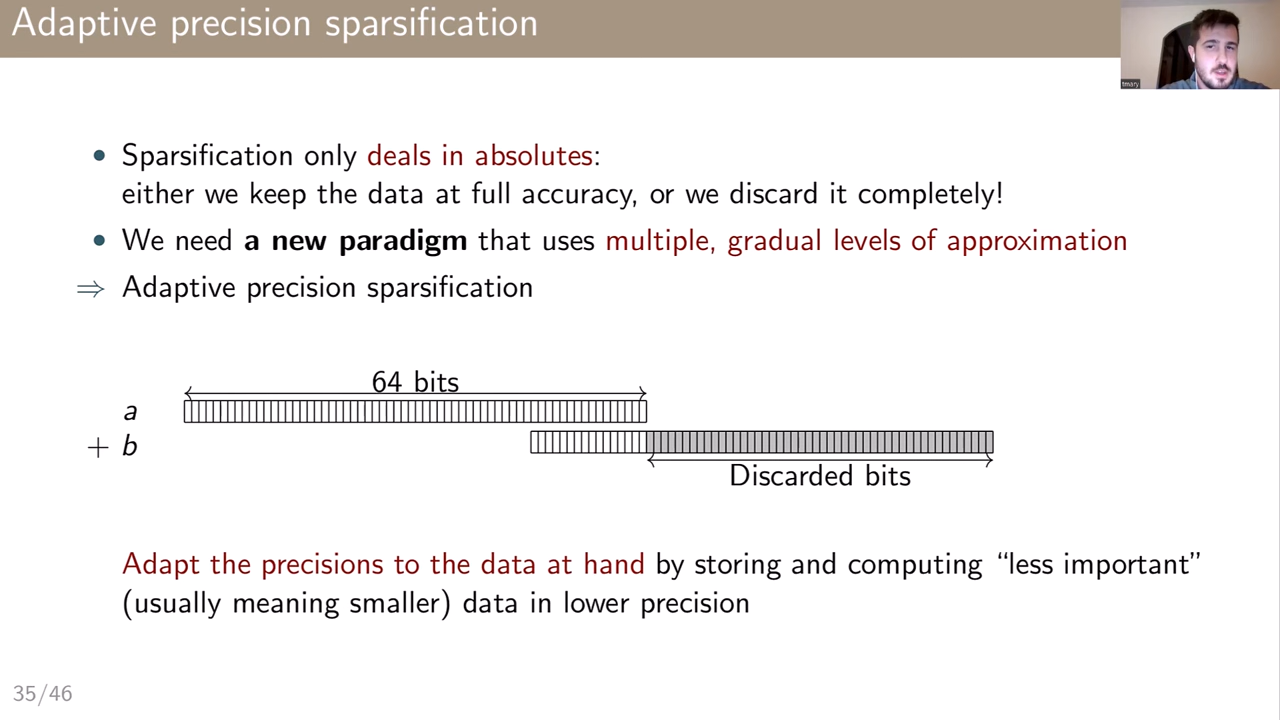 Adaptive precision sparsification
tmary
• Sparsification only deals in absolutes:
either we keep the data at full accuracy, or we discard it completely!
• We need a new paradigm that uses multiple, gradual levels of approximation
⇒ Adaptive precision sparsification
64 bits
a
+ b
Discarded bits
Adapt the precisions to the data at hand by storing and computing “less important”
(usually meaning smaller) data in lower precision
35/46